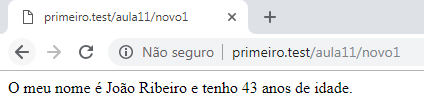 primeiro.test/aula11/novo1
Não seguro | primeiro.test/aula11/novo1
O meu nome é João Ribeiro e tenho 43 anos de idade.